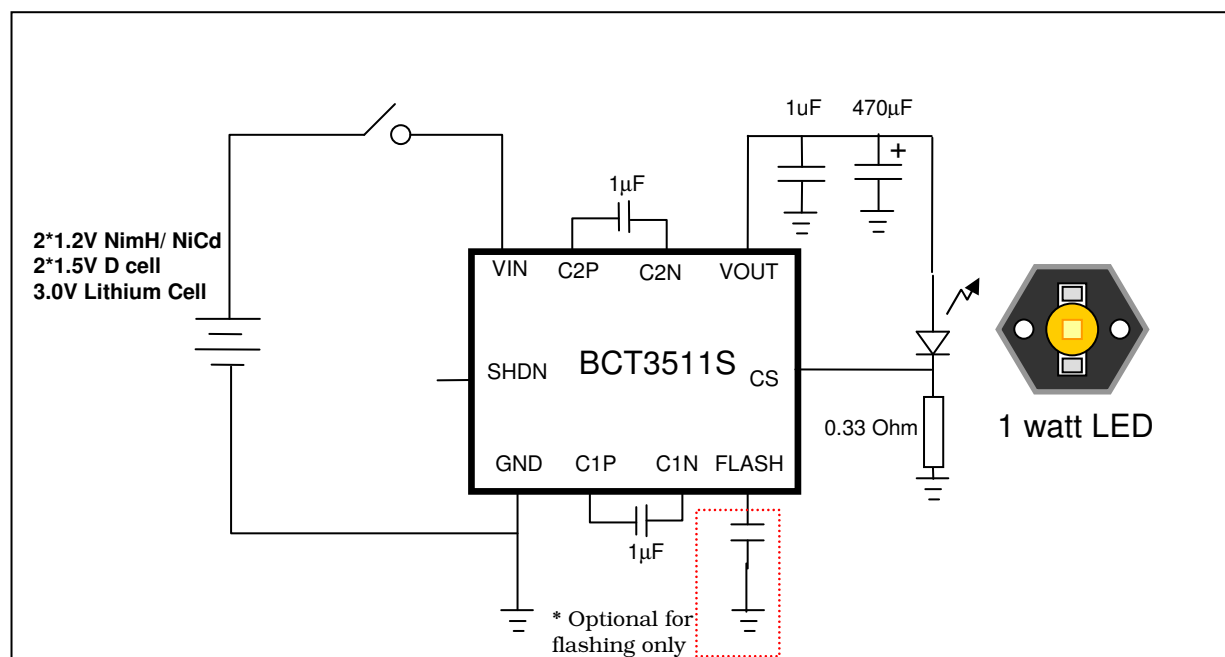 1uF 470µF
+
1µF
2*1.2V NimH/ NiCd
2*1.5V D cell
3.0V Lithium Cell
VIN C2P C2N VOUT
SHDN BCT3511S CS
0.33 Ohm
1 watt LED
GND C1P C1N FLASH
1µF
* Optional for
flashing only